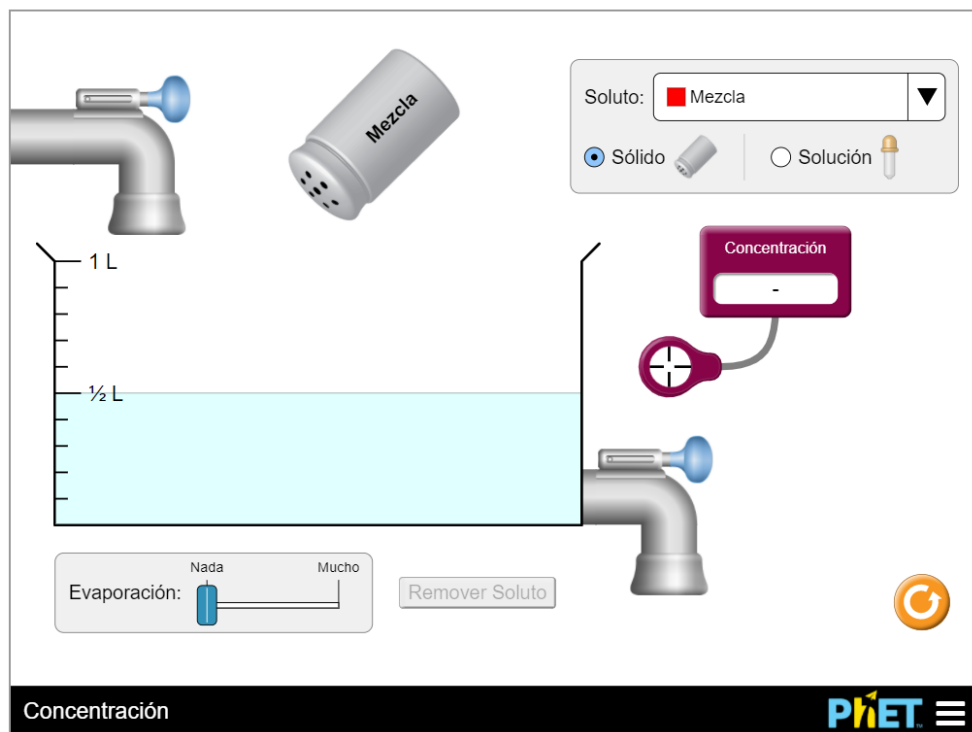 Mezcla
Soluto: Mezcla
Sólido Solución
Concentración
-
1 L
½ L
Nada Mucho
Evaporación:
Remover Soluto
Concentración PhET